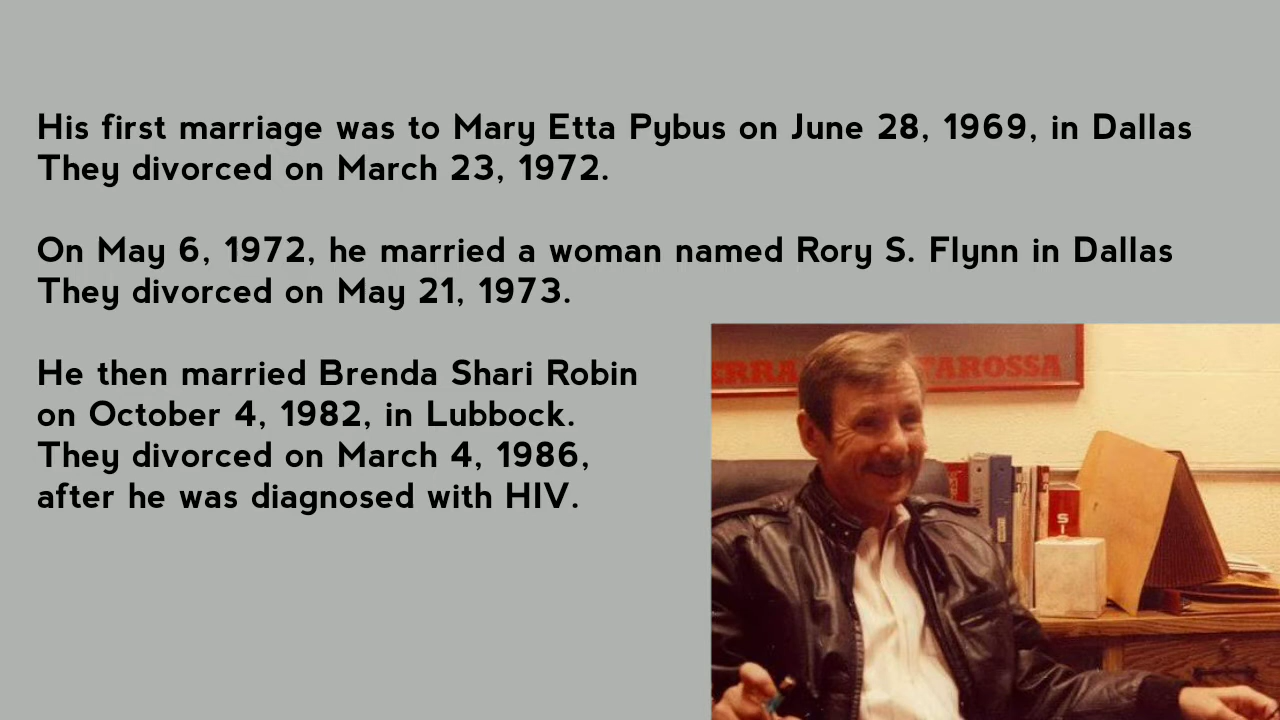 His first marriage was to Mary Etta Pybus on June 28, 1969, in Dallas
They divorced on March 23, 1972.
On May 6, 1972, he married a woman named Rory S. Flynn in Dallas
They divorced on May 21, 1973.
He then married Brenda Shari Robin
on October 4, 1982, in Lubbock.
They divorced on March 4, 1986,
after he was diagnosed with HIV.